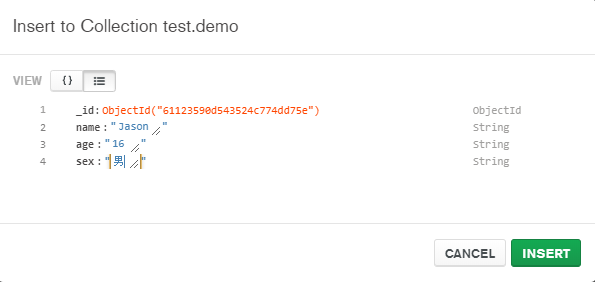 Insert to Collection test.demo
VIEW {}
1 _id:ObjectId("61123590d543524c774dd75e") ObjectId
2 name:"Jason" String
3 age:"16" String
4 sex:"男" String
CANCEL INSERT